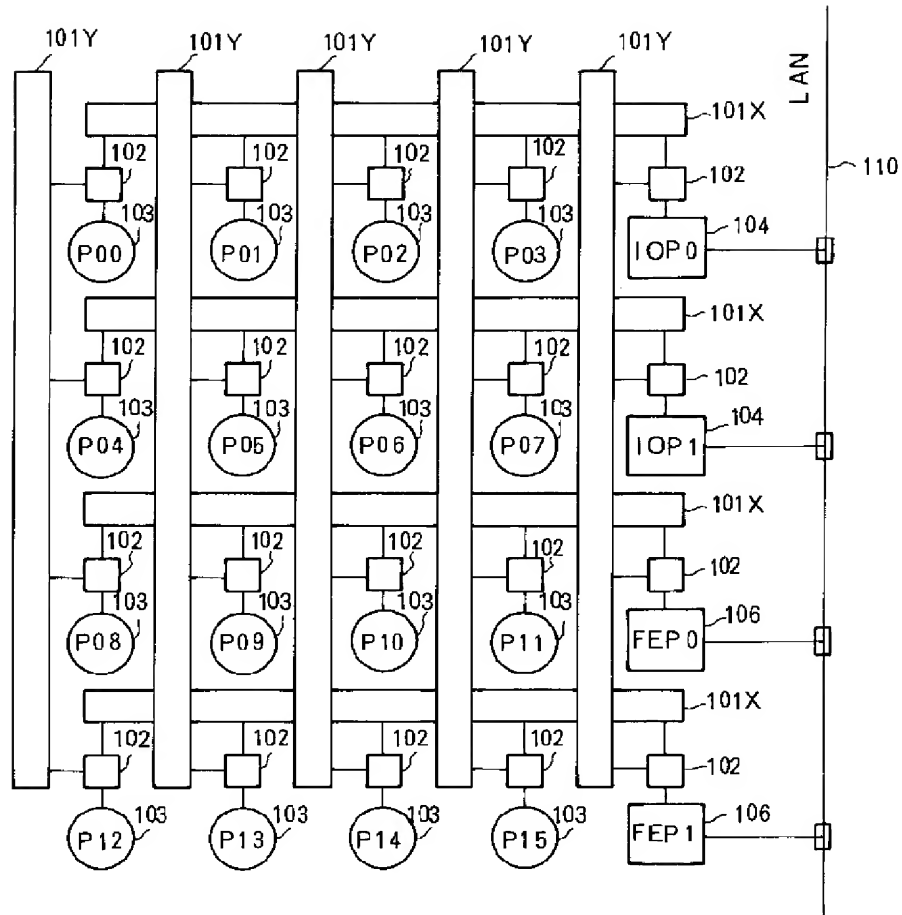 101Y 101Y 101Y 101Y 101Y
LAN
101X
102 102 102 102 102
110
103 103 103 103 104
P00 P01 P02 P03 IOP0
101X
102 102 102 102 102
103 103 103 103 104
P04 P05 P06 P07 IOP1
101X
102 102 102 102 102
103 103 103 103 106
P08 P09 P10 P11 FEP0
101X
102 102 102 102 102
103 103 103 103 106
P12 P13 P14 P15 FEP1